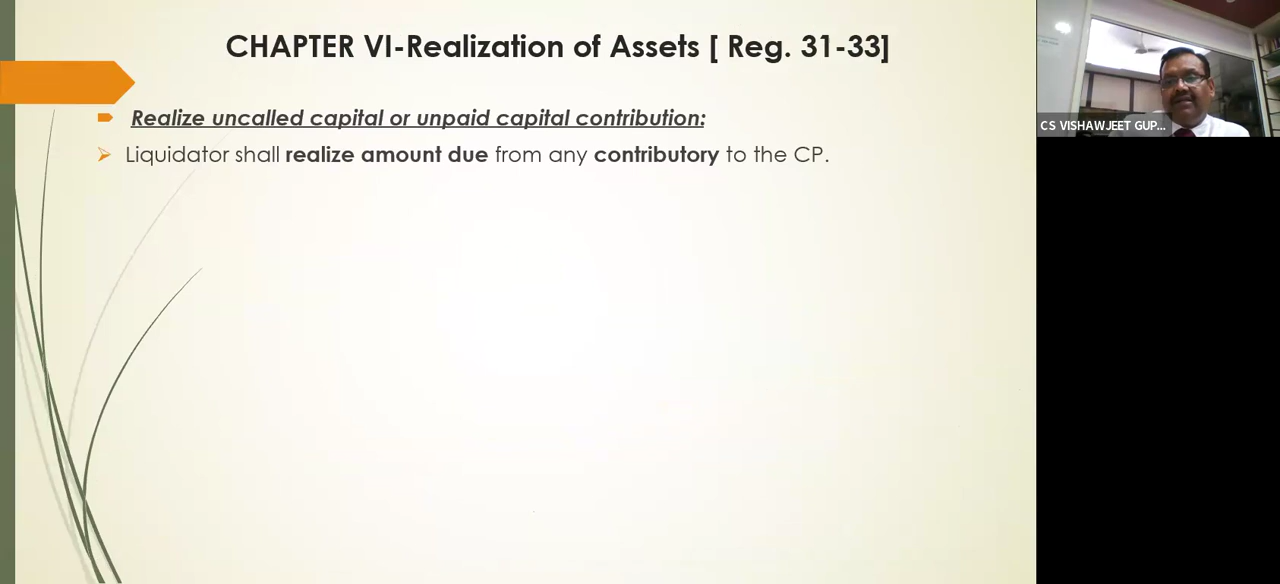 CHAPTER VI-Realization of Assets [ Reg. 31-33]
Realize uncalled capital or unpaid capital contribution:
Liquidator shall realize amount due from any contributory to the CP.
CS VISHAWJEET GUP...